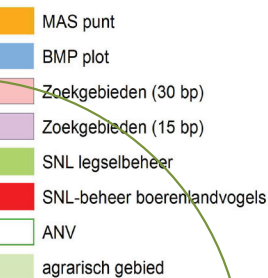 MAS punt
BMP plot
Zoekgebieden (30 bp)
Zoekgebieden (15 bp)
SNL legselbeheer
SNL-beheer boerenlandvogels
ANV
agrarisch gebied